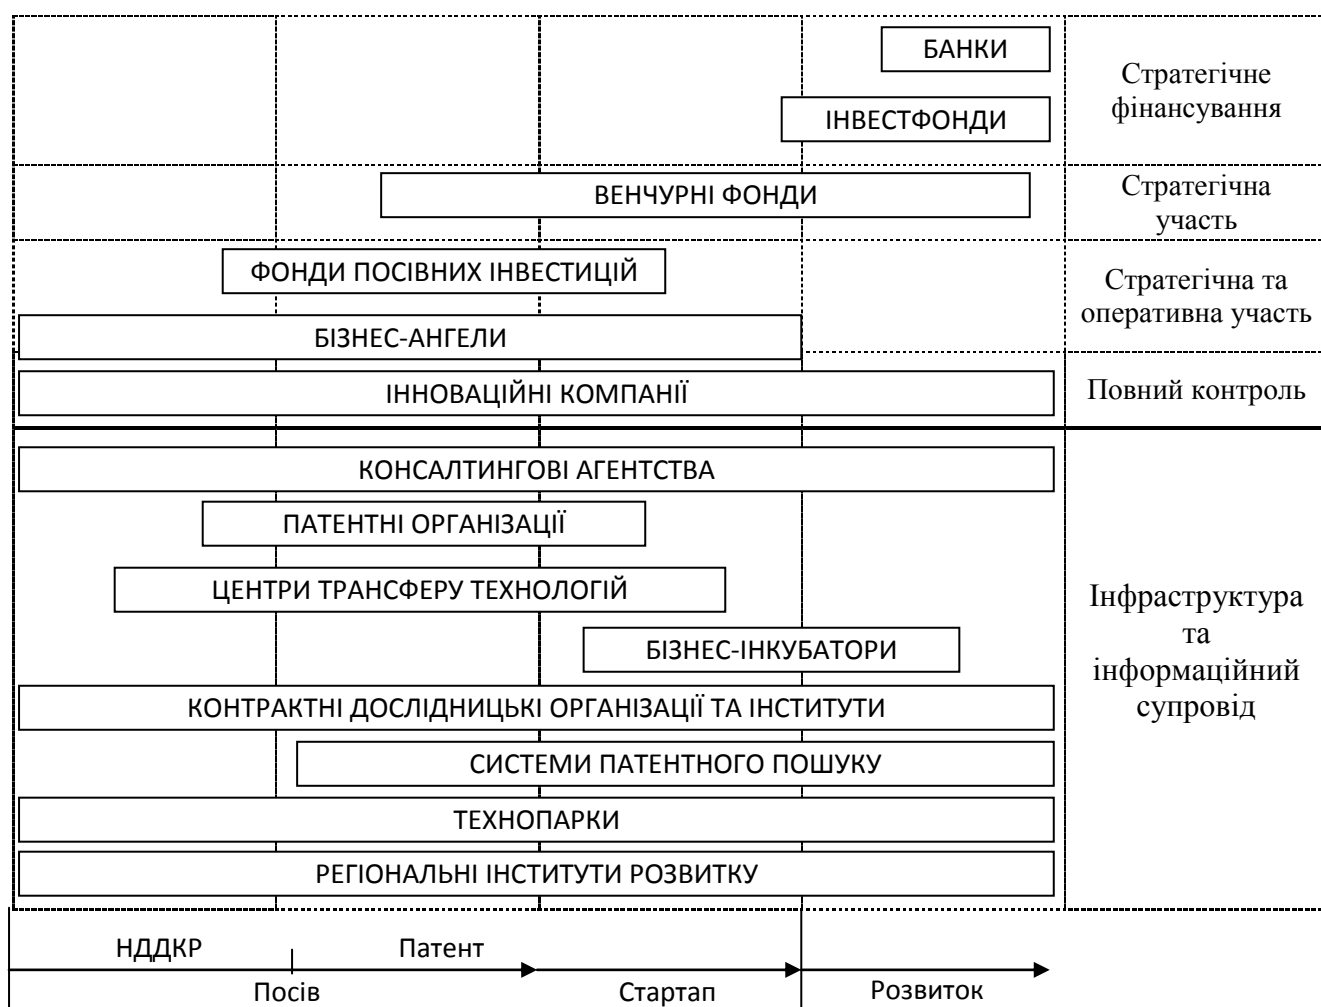 БАНКИ
ІНВЕСТФОНДИ
Стратегічне
фінансування
ВЕНЧУРНІ ФОНДИ
Стратегічна
участь
ФОНДИ ПОСІВНИХ ІНВЕСТИЦІЙ
БІЗНЕС-АНГЕЛИ
Стратегічна та
оперативна участь
ІННОВАЦІЙНІ КОМПАНІЇ
Повний контроль
КОНСАЛТИНГОВІ АГЕНТСТВА
ПАТЕНТНІ ОРГАНІЗАЦІЇ
ЦЕНТРИ ТРАНСФЕРУ ТЕХНОЛОГІЙ
БІЗНЕС-ІНКУБАТОРИ
КОНТРАКТНІ ДОСЛІДНИЦЬКІ ОРГАНІЗАЦІЇ ТА ІНСТИТУТИ
СИСТЕМИ ПАТЕНТНОГО ПОШУКУ
ТЕХНОПАРКИ
РЕГІОНАЛЬНІ ІНСТИТУТИ РОЗВИТКУ
Інфраструктура
та
інформаційний
супровід
НДДКР
Патент
Посів
Стартап
Розвиток